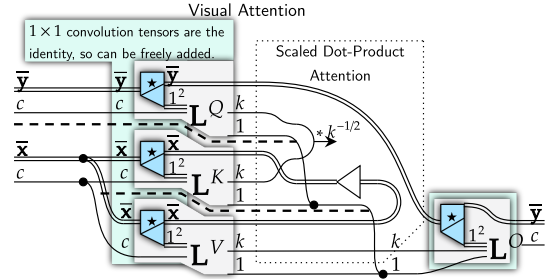 Visual Attention
1 × 1 convolution tensors are the
identity, so can be freely added.
Scaled Dot-Product
Attention
y̅ y̅ ★ y̅
c c 1² L Q k
1
* k^{-1/2}
x̅ x̅ ★ x̅
c c 1² L K k
1
x̅ ★ x̅
c 1² L V k k
1 1
★ 1² L O y̅
c